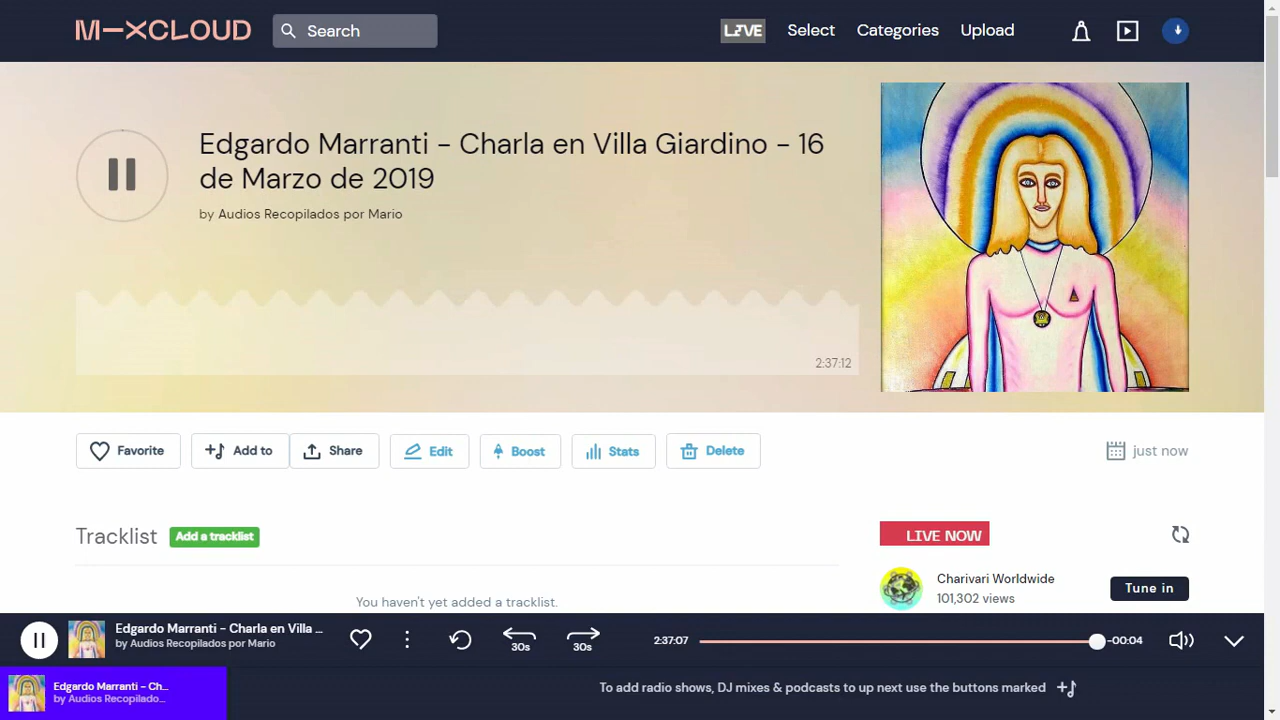 M-XCLOUD
Search
LIVE
Select
Categories
Upload
Edgardo Marranti - Charla en Villa Giardino - 16
de Marzo de 2019
by Audios Recopilados por Mario
2:37:12
Favorite
Add to
Share
Edit
Boost
Stats
Delete
just now
Tracklist
Add a tracklist
LIVE NOW
Charivari Worldwide
101,302 views
Tune in
You haven't yet added a tracklist.
Edgardo Marranti - Charla en Villa ...
by Audios Recopilados por Mario
30s
30s
2:37:07
-00:04
Edgardo Marranti - Ch...
by Audios Recopilado...
To add radio shows, DJ mixes & podcasts to up next use the buttons marked